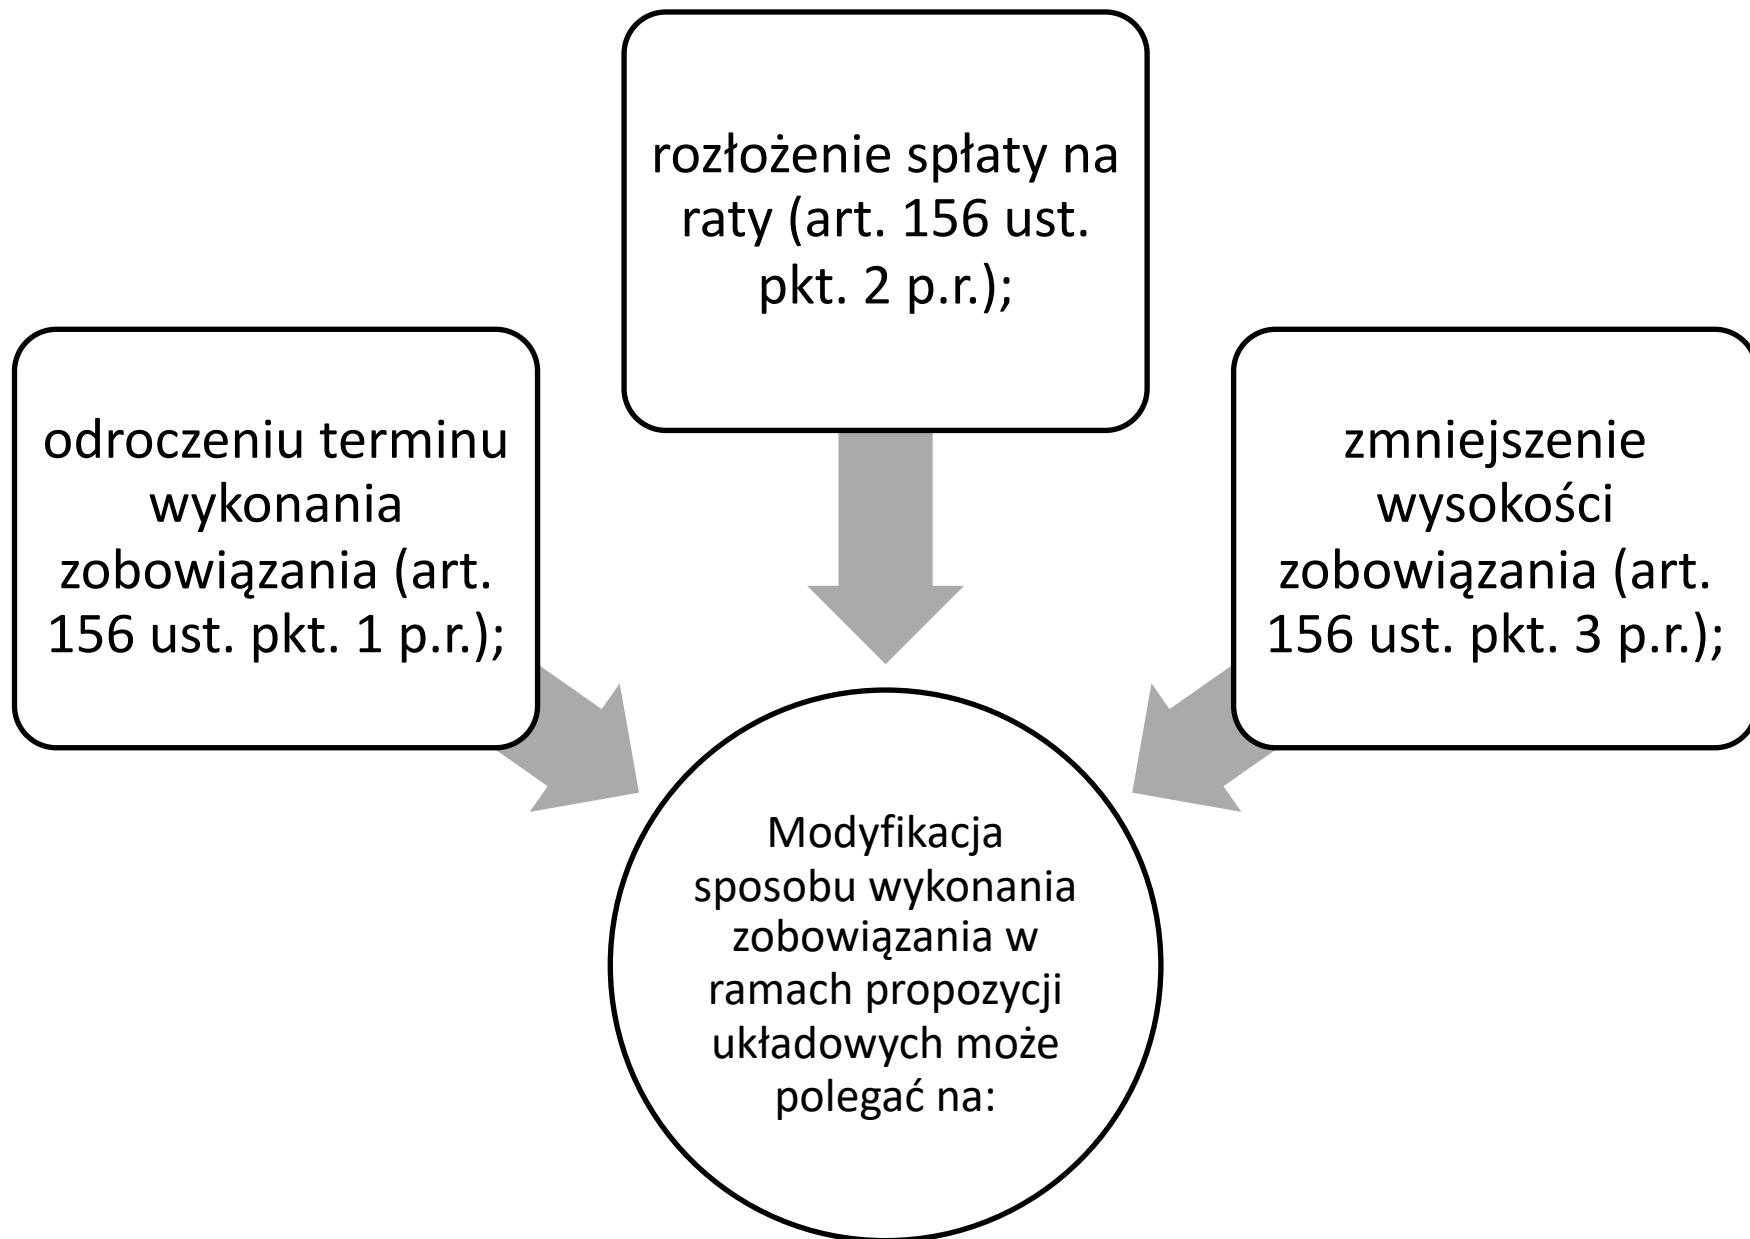 rozłożenie spłaty na
raty (art. 156 ust.
pkt. 2 p.r.);
odroczeniu terminu
wykonania
zobowiązania (art.
156 ust. pkt. 1 p.r.);
zmniejszenie
wysokości
zobowiązania (art.
156 ust. pkt. 3 p.r.);
Modyfikacja
sposobu wykonania
zobowiązania w
ramach propozycji
układowych może
polegać na: